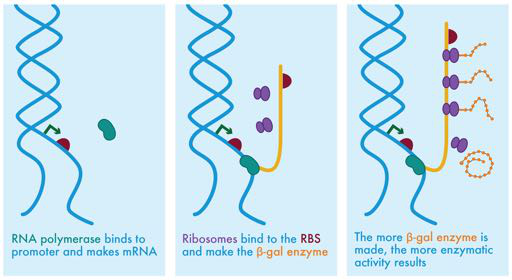 RNA polymerase binds to
promoter and makes mRNA
Ribosomes bind to the RBS
and make the β-gal enzyme
The more β-gal enzyme is
made, the more enzymatic
activity results